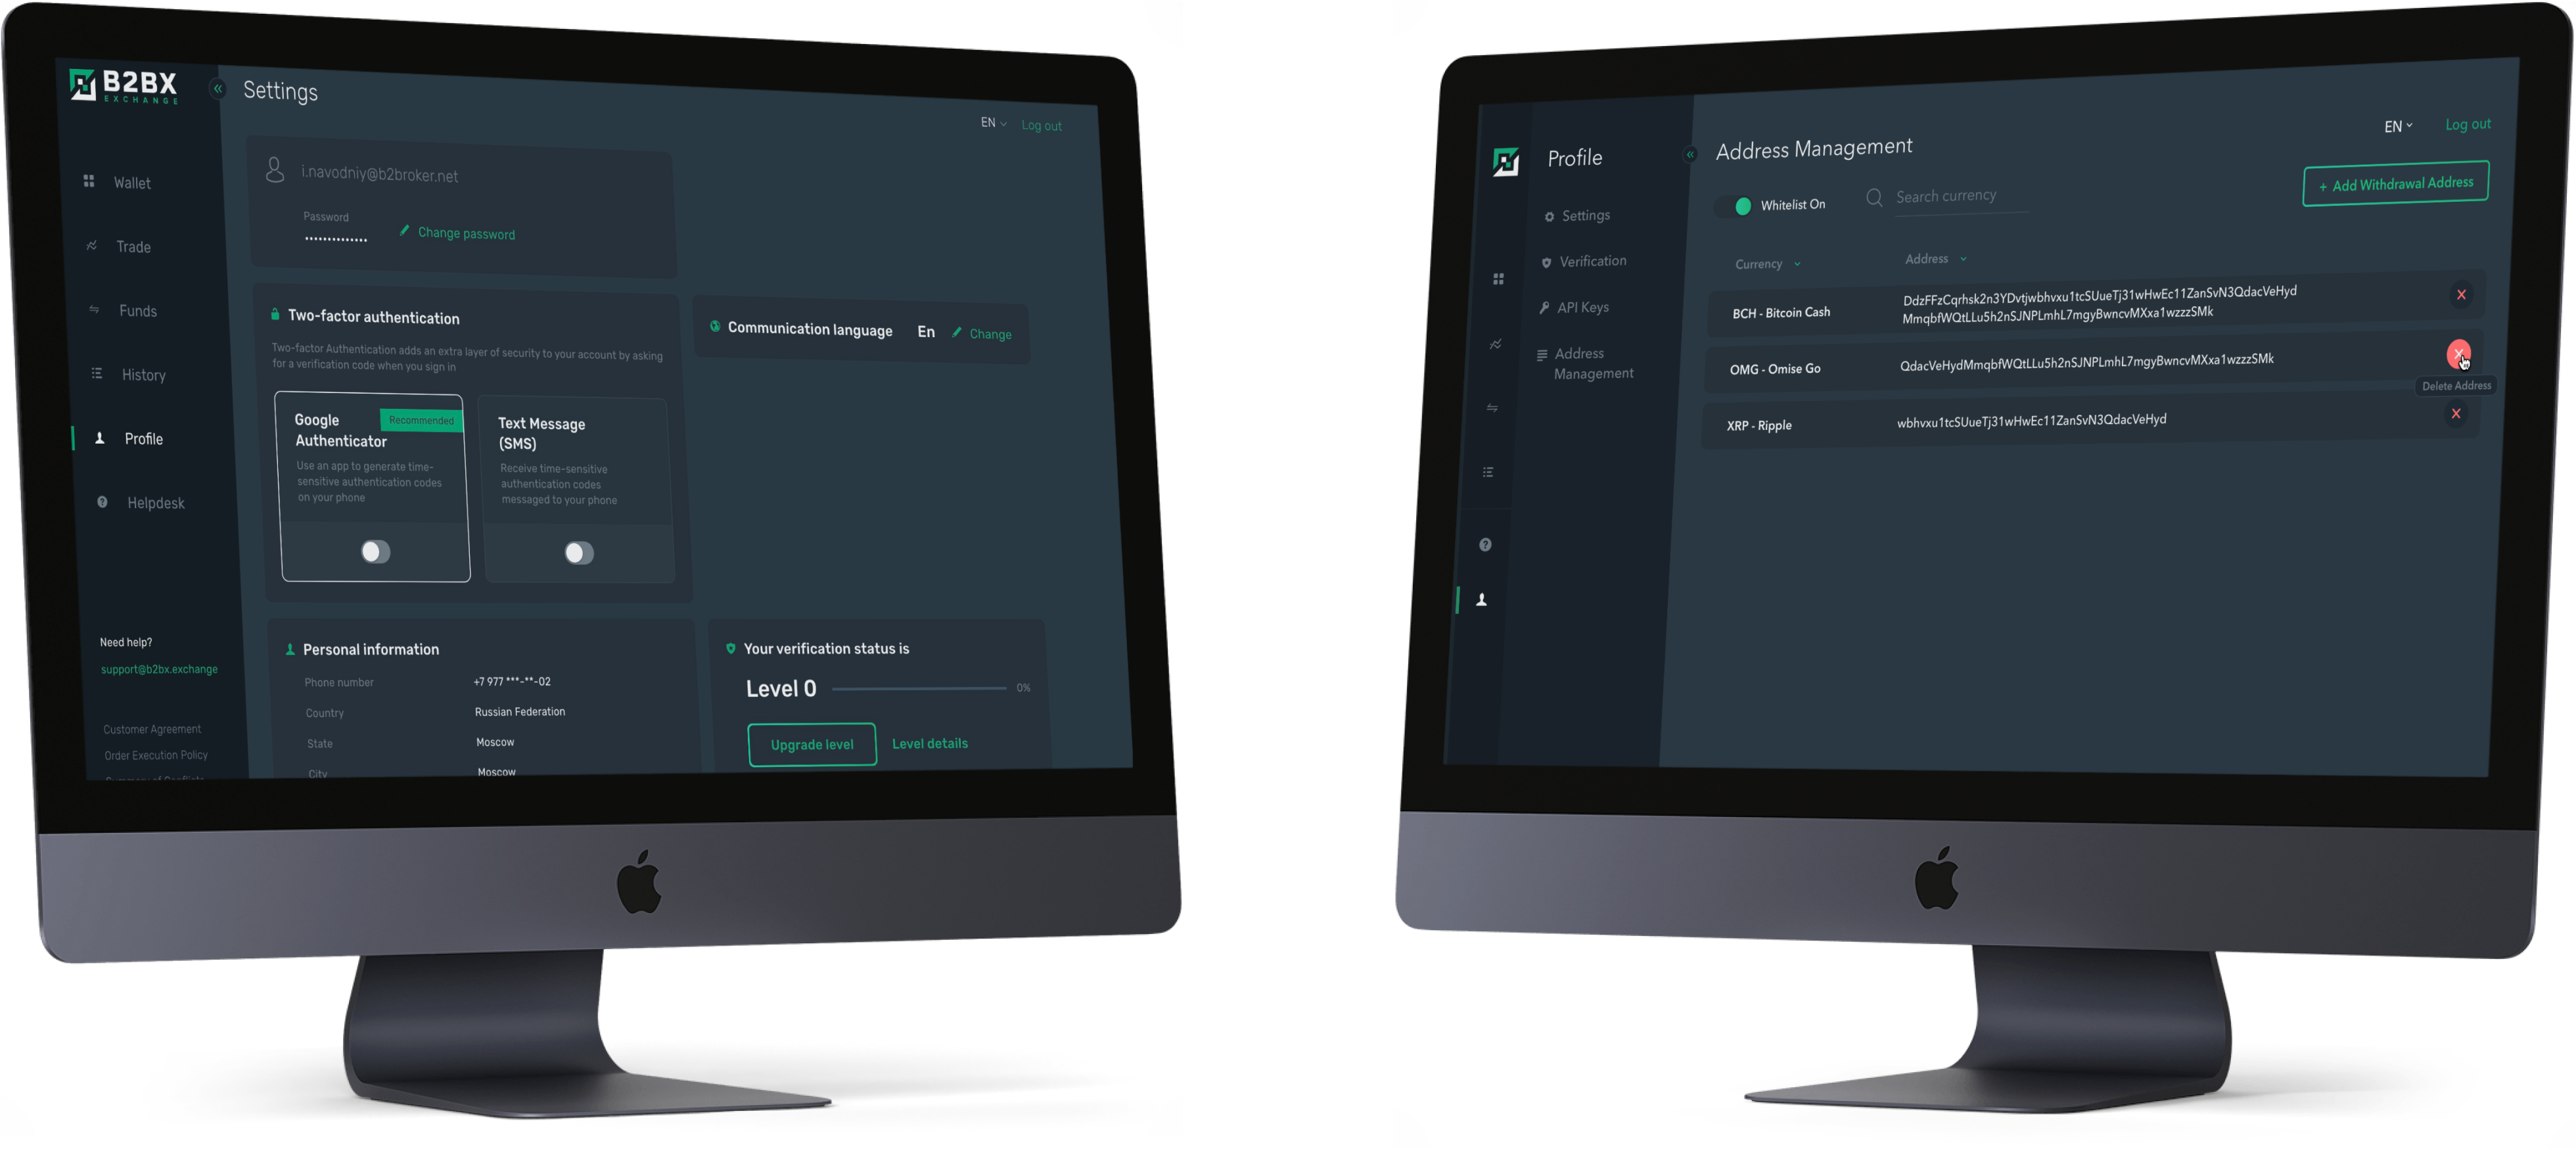 B2BX
EXCHANGE
Settings
EN
Log out
Wallet
Trade
Funds
History
Profile
Helpdesk
Need help?
support@b2bx.exchange
Customer Agreement
Order Execution Policy
Summary of Conflicts
i.navodniy@b2broker.net
Password
••••••••••••••
Change password
Two-factor authentication
Two-factor Authentication adds an extra layer of security to your account by asking
for a verification code when you sign in
Google
Authenticator
Recommended
Use an app to generate time-
sensitive authentication codes
on your phone
Text Message
(SMS)
Receive time-sensitive
authentication codes
messaged to your phone
Communication language En Change
Personal information
Phone number +7 977 ***-**-02
Country Russian Federation
State Moscow
City Moscow
Your verification status is
Level 0 0%
Upgrade level
Level details
Profile
Settings
Verification
API Keys
Address
Management
Address Management
EN
Log out
Whitelist On
Search currency
+ Add Withdrawal Address
Currency
Address
BCH - Bitcoin Cash
DdzFFzCqrhsk2n3YDvtjwbhvxu1tcSUueTj31wHwEc11ZanSvN3QdacVeHyd
MmqbfWQtLLu5h2nSJNPLmhL7mgyBwncvMXxa1wzzzSMk
OMG - Omise Go
QdacVeHydMmqbfWQtLLu5h2nSJNPLmhL7mgyBwncvMXxa1wzzzSMk
Delete Address
XRP - Ripple
wbhvxu1tcSUueTj31wHwEc11ZanSvN3QdacVeHyd